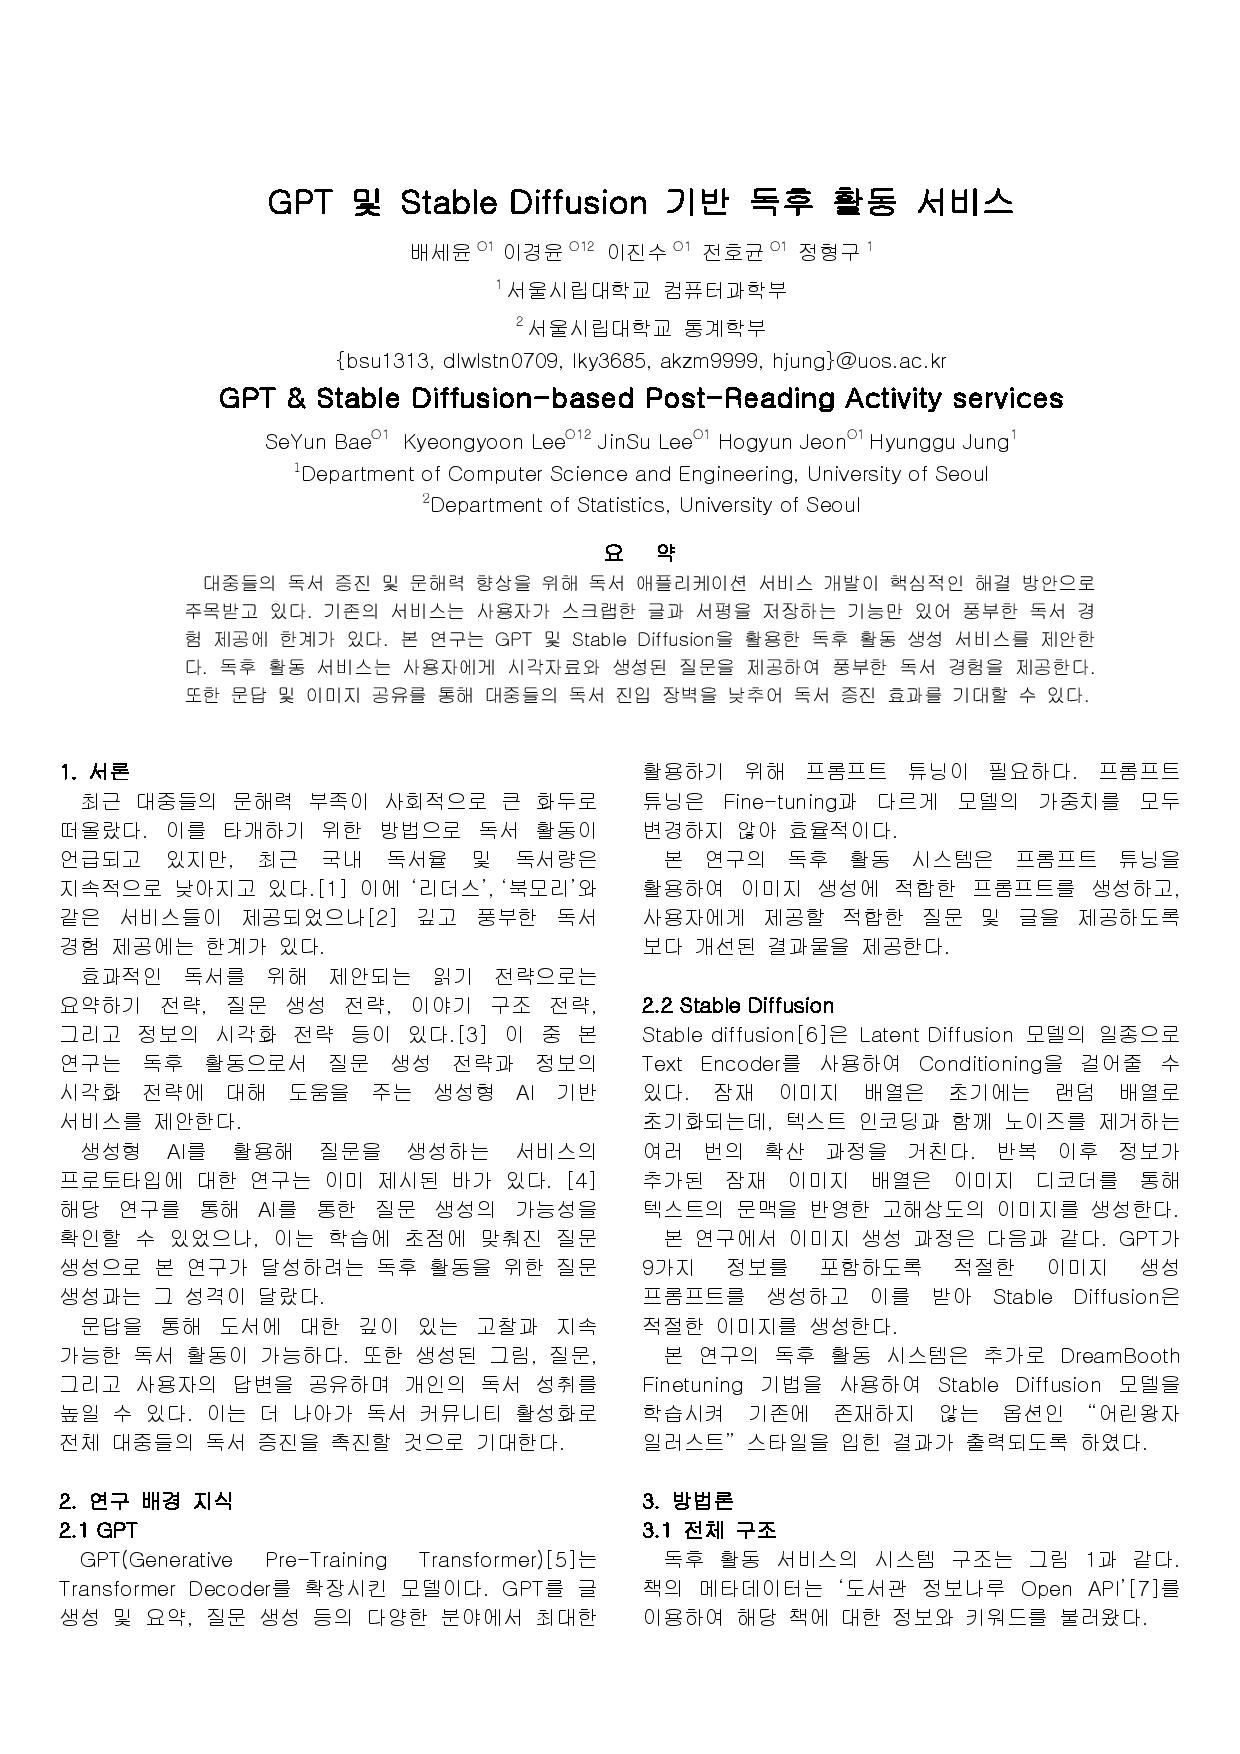 GPT 및 Stable Diffusion 기반 독후 활동 서비스
배세윤 O1 이경윤 O12 이진수 O1 전호균 O1 정형구 1
1 서울시립대학교 컴퓨터과학부
2 서울시립대학교 통계학부
{bsu1313, dlwlstn0709, lky3685, akzm9999, hjung}@uos.ac.kr
GPT & Stable Diffusion-based Post-Reading Activity services
SeYun BaeO1 Kyeongyoon LeeO12 JinSu LeeO1 Hogyun JeonO1 Hyunggu Jung1
1Department of Computer Science and Engineering, University of Seoul
2Department of Statistics, University of Seoul
요 약
대중들의 독서 증진 및 문해력 향상을 위해 독서 애플리케이션 서비스 개발이 핵심적인 해결 방안으로
주목받고 있다. 기존의 서비스는 사용자가 스크랩한 글과 서평을 저장하는 기능만 있어 풍부한 독서 경
험 제공에 한계가 있다. 본 연구는 GPT 및 Stable Diffusion을 활용한 독후 활동 생성 서비스를 제안한
다. 독후 활동 서비스는 사용자에게 시각자료와 생성된 질문을 제공하여 풍부한 독서 경험을 제공한다.
또한 문답 및 이미지 공유를 통해 대중들의 독서 진입 장벽을 낮추어 독서 증진 효과를 기대할 수 있다.
1. 서론
최근 대중들의 문해력 부족이 사회적으로 큰 화두로
떠올랐다. 이를 타개하기 위한 방법으로 독서 활동이
언급되고 있지만, 최근 국내 독서율 및 독서량은
지속적으로 낮아지고 있다.[1] 이에 ‘리더스’, ‘북모리’와
같은 서비스들이 제공되었으나[2] 깊고 풍부한 독서
경험 제공에는 한계가 있다.
효과적인 독서를 위해 제안되는 읽기 전략으로는
요약하기 전략, 질문 생성 전략, 이야기 구조 전략,
그리고 정보의 시각화 전략 등이 있다.[3] 이 중 본
연구는 독후 활동으로서 질문 생성 전략과 정보의
시각화 전략에 대해 도움을 주는 생성형 AI 기반
서비스를 제안한다.
생성형 AI를 활용해 질문을 생성하는 서비스의
프로토타입에 대한 연구는 이미 제시된 바가 있다. [4]
해당 연구를 통해 AI를 통한 질문 생성의 가능성을
확인할 수 있었으나, 이는 학습에 초점에 맞춰진 질문
생성으로 본 연구가 달성하려는 독후 활동을 위한 질문
생성과는 그 성격이 달랐다.
문답을 통해 도서에 대한 깊이 있는 고찰과 지속
가능한 독서 활동이 가능하다. 또한 생성된 그림, 질문,
그리고 사용자의 답변을 공유하며 개인의 독서 성취를
높일 수 있다. 이는 더 나아가 독서 커뮤니티 활성화로
전체 대중들의 독서 증진을 촉진할 것으로 기대한다.
2. 연구 배경 지식
2.1 GPT
GPT(Generative Pre-Training Transformer)[5]는
Transformer Decoder를 확장시킨 모델이다. GPT를 글
생성 및 요약, 질문 생성 등의 다양한 분야에서 최대한
활용하기 위해 프롬프트 튜닝이 필요하다. 프롬프트
튜닝은 Fine-tuning과 다르게 모델의 가중치를 모두
변경하지 않아 효율적이다.
본 연구의 독후 활동 시스템은 프롬프트 튜닝을
활용하여 이미지 생성에 적합한 프롬프트를 생성하고,
사용자에게 제공할 적합한 질문 및 글을 제공하도록
보다 개선된 결과물을 제공한다.
2.2 Stable Diffusion
Stable diffusion[6]은 Latent Diffusion 모델의 일종으로
Text Encoder를 사용하여 Conditioning을 걸어줄 수
있다. 잠재 이미지 배열은 초기에는 랜덤 배열로
초기화되는데, 텍스트 인코딩과 함께 노이즈를 제거하는
여러 번의 확산 과정을 거친다. 반복 이후 정보가
추가된 잠재 이미지 배열은 이미지 디코더를 통해
텍스트의 문맥을 반영한 고해상도의 이미지를 생성한다.
본 연구에서 이미지 생성 과정은 다음과 같다. GPT가
9가지 정보를 포함하도록 적절한 이미지 생성
프롬프트를 생성하고 이를 받아 Stable Diffusion은
적절한 이미지를 생성한다.
본 연구의 독후 활동 시스템은 추가로 DreamBooth
Finetuning 기법을 사용하여 Stable Diffusion 모델을
학습시켜 기존에 존재하지 않는 옵션인 “어린왕자
일러스트” 스타일을 입힌 결과가 출력되도록 하였다.
3. 방법론
3.1 전체 구조
독후 활동 서비스의 시스템 구조는 그림 1과 같다.
책의 메타데이터는 ‘도서관 정보나루 Open API’[7]를
이용하여 해당 책에 대한 정보와 키워드를 불러왔다.